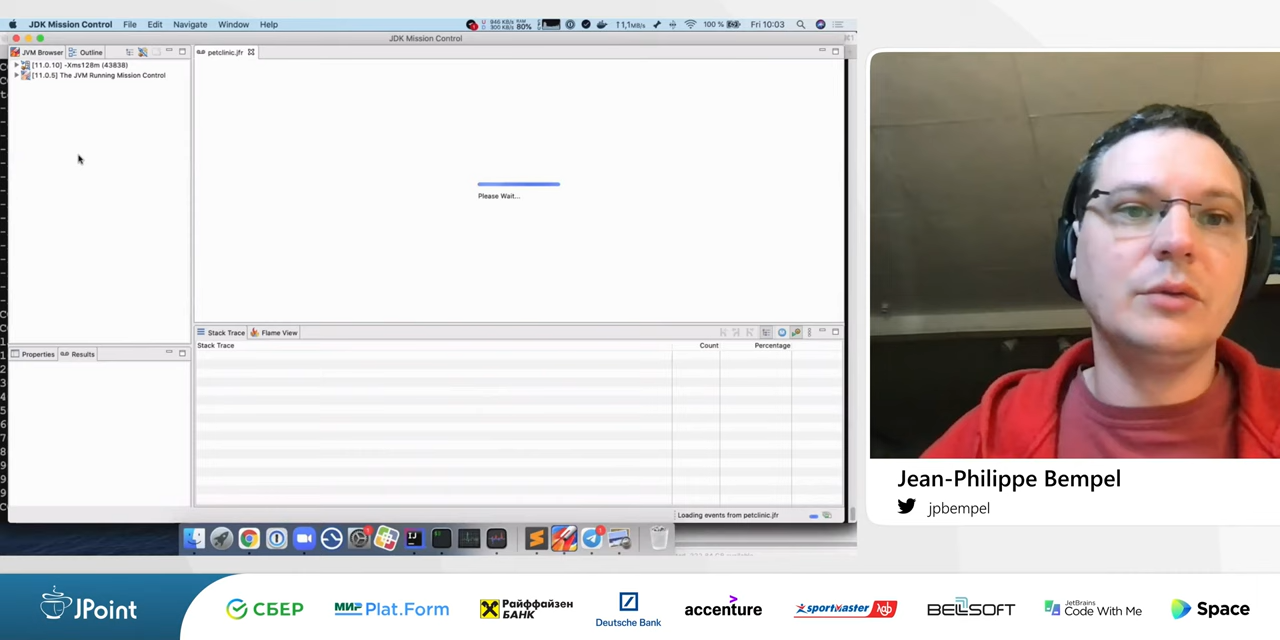 JDK Mission Control File Edit Navigate Window Help
100 % Fri 10:03
JDK Mission Control
JVM Browser Outline
petclinic.jfr
[11.0.10] -Xms128m (43838)
[11.0.5] The JVM Running Mission Control
Please Wait...
Stack Trace Flame View
Stack Trace Count Percentage
Properties Results
Loading events from petclinic.jfr
Jean-Philippe Bempel
jpbempel
JPoint
СБЕР
МИР Plat.Form
Райффайзен
БАНК
Deutsche Bank
accenture
sportmaster lab
BELLSOFT
JetBrains
Code With Me
Space